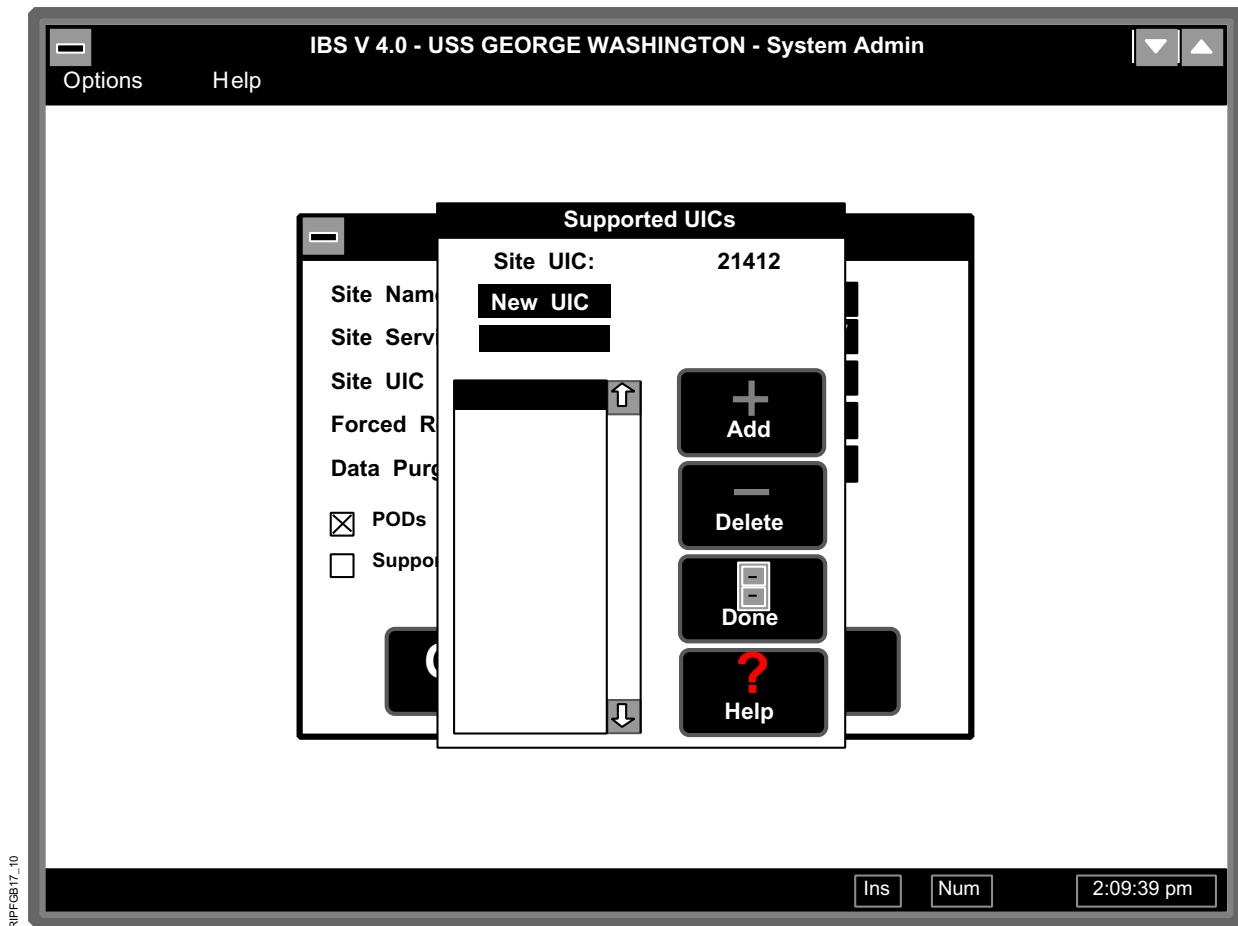 IBS V 4.0 - USS GEORGE WASHINGTON - System Admin
Options Help
Supported UICs
Site UIC: 21412
New UIC
Site Nam
Site Servi
Site UIC
Forced R
Data Purg
PODs
Suppor
Add
Delete
Done
Help
Ins Num 2:09:39 pm
RIPFGB17_10